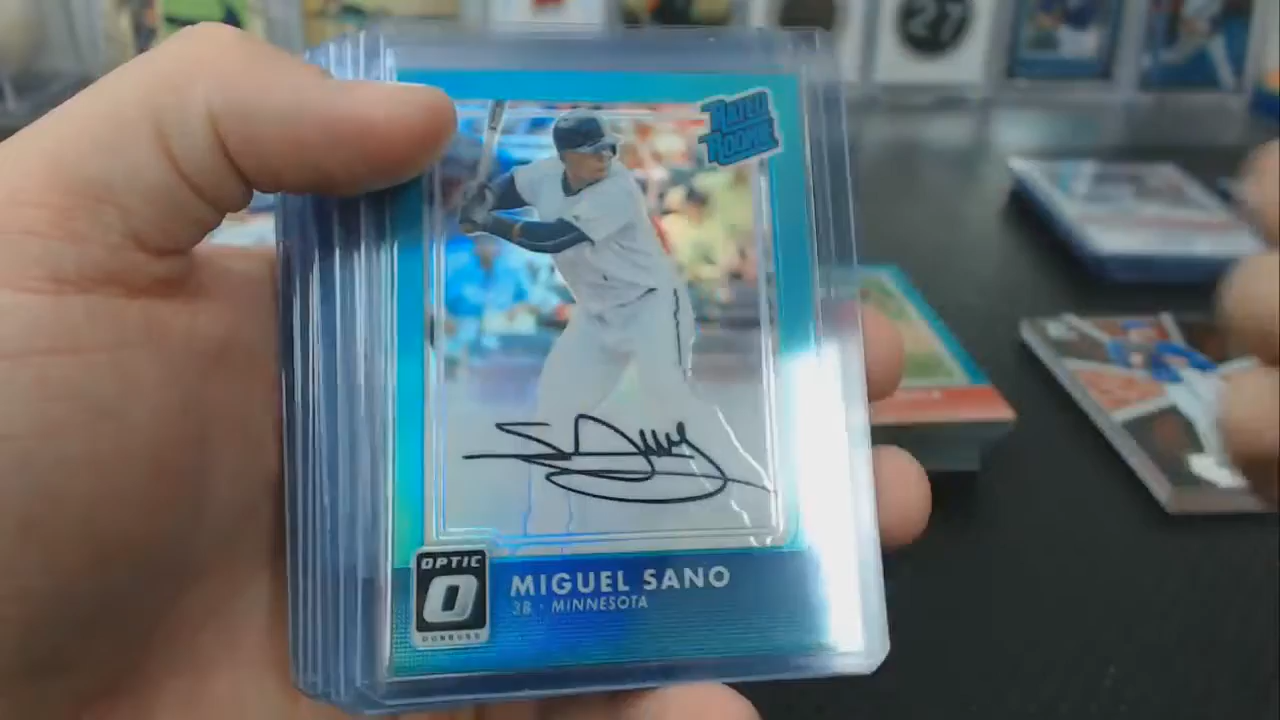 27
RATED
ROOKIE
OPTIC
O
DONRUSS
MIGUEL SANO
3B · MINNESOTA